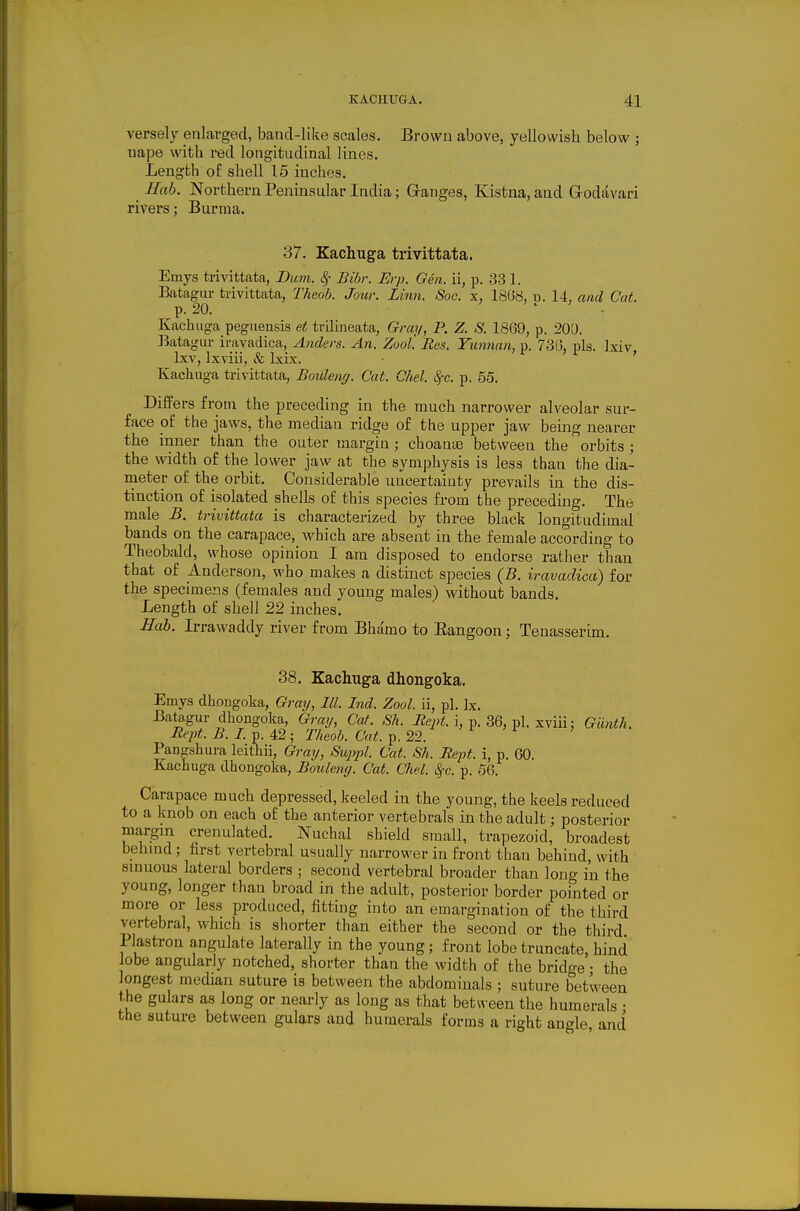 KACHUGA. 41
versely enlarged, band-like scales. Brown above, yellowish below ;
nape with red longitudinal lines.
Length of shell 15 inches.
Hab. Northern Peninsular India; Ganges, Kistna, and Godávari
rivers; Burma.
37. Kachuga trivittata.
Emys trivittata, Dum. & Bibr. Erp. Gén. ii, p. 331.
Batagur trivittata, Theob. Jour. Linn. Soc. x, 1868, p. 14, and Cat.
p. 20.
Kachuga peguensis et trilineata, Gray, P. Z. S. 1869, p. 200.
Batagur iravadica, Anders. An. Zool. Res. Yunnan, p. 736, pls. lxiv,
lxv, lxviii, & lxix.
Kachuga trivittata, Bouleng. Cat. Chel. &c. p. 55.
Differs from the preceding in the much narrower alveolar sur-
face of the jaws, the median ridge of the upper jaw being nearer
the inner than the outer margin ; choanæ between the orbits ;
the width of the lower jaw at the symphysis is less than the dia-
meter of the orbit. Considerable uncertainty prevails in the dis-
tinction of isolated shells of this species from the preceding. The
male B. trivittata is characterized by three black longitudinal
bands on the carapace, which are absent in the female according to
Theobald, whose opinion I am disposed to endorse rather than
that of Anderson, who makes a distinct species (B. iravadica) for
the specimens (females and young males) without bands.
Length of shell 22 inches.
Hab. Irrawaddy river from Bhámo to Rangoon; Tenasserim.
38. Kachuga dhongoka.
Emys dhongoka, Gray, Ill. Ind. Zool. ii, pl. lx.
Batagur dhongoka, Gray, Cat. Sh. Rept. i, p. 36, pl. xviii; Günth.
Rept. B. I. p. 42; Theob. Cat. p. 22.
Pangshura leithii, Gray, Suppl. Cat. Sh. Rept. i, p. 60.
Kachuga dhongoka, Bouleng. Cat. Chel. &c. p. 56.
Carapace much depressed, keeled in the young, the keels reduced
to a knob on each of the anterior vertebrals in the adult; posterior
margin crenulated. Nuchal shield small, trapezoid, broadest
behind; first vertebral usually narrower in front than behind, with
sinuous lateral borders ; second vertebral broader than long in the
young, longer than broad in the adult, posterior border pointed or
more or less produced, fitting into an emargination of the third
vertebral, which is shorter than either the second or the third.
Plastron angulate laterally in the young; front lobe truncate, hind
lobe angularly notched, shorter than the width of the bridge; the
longest median suture is between the abdominals ; suture between
the gulars as long or nearly as long as that between the humerals ;
the suture between gulars and humerals forms a right angle, and